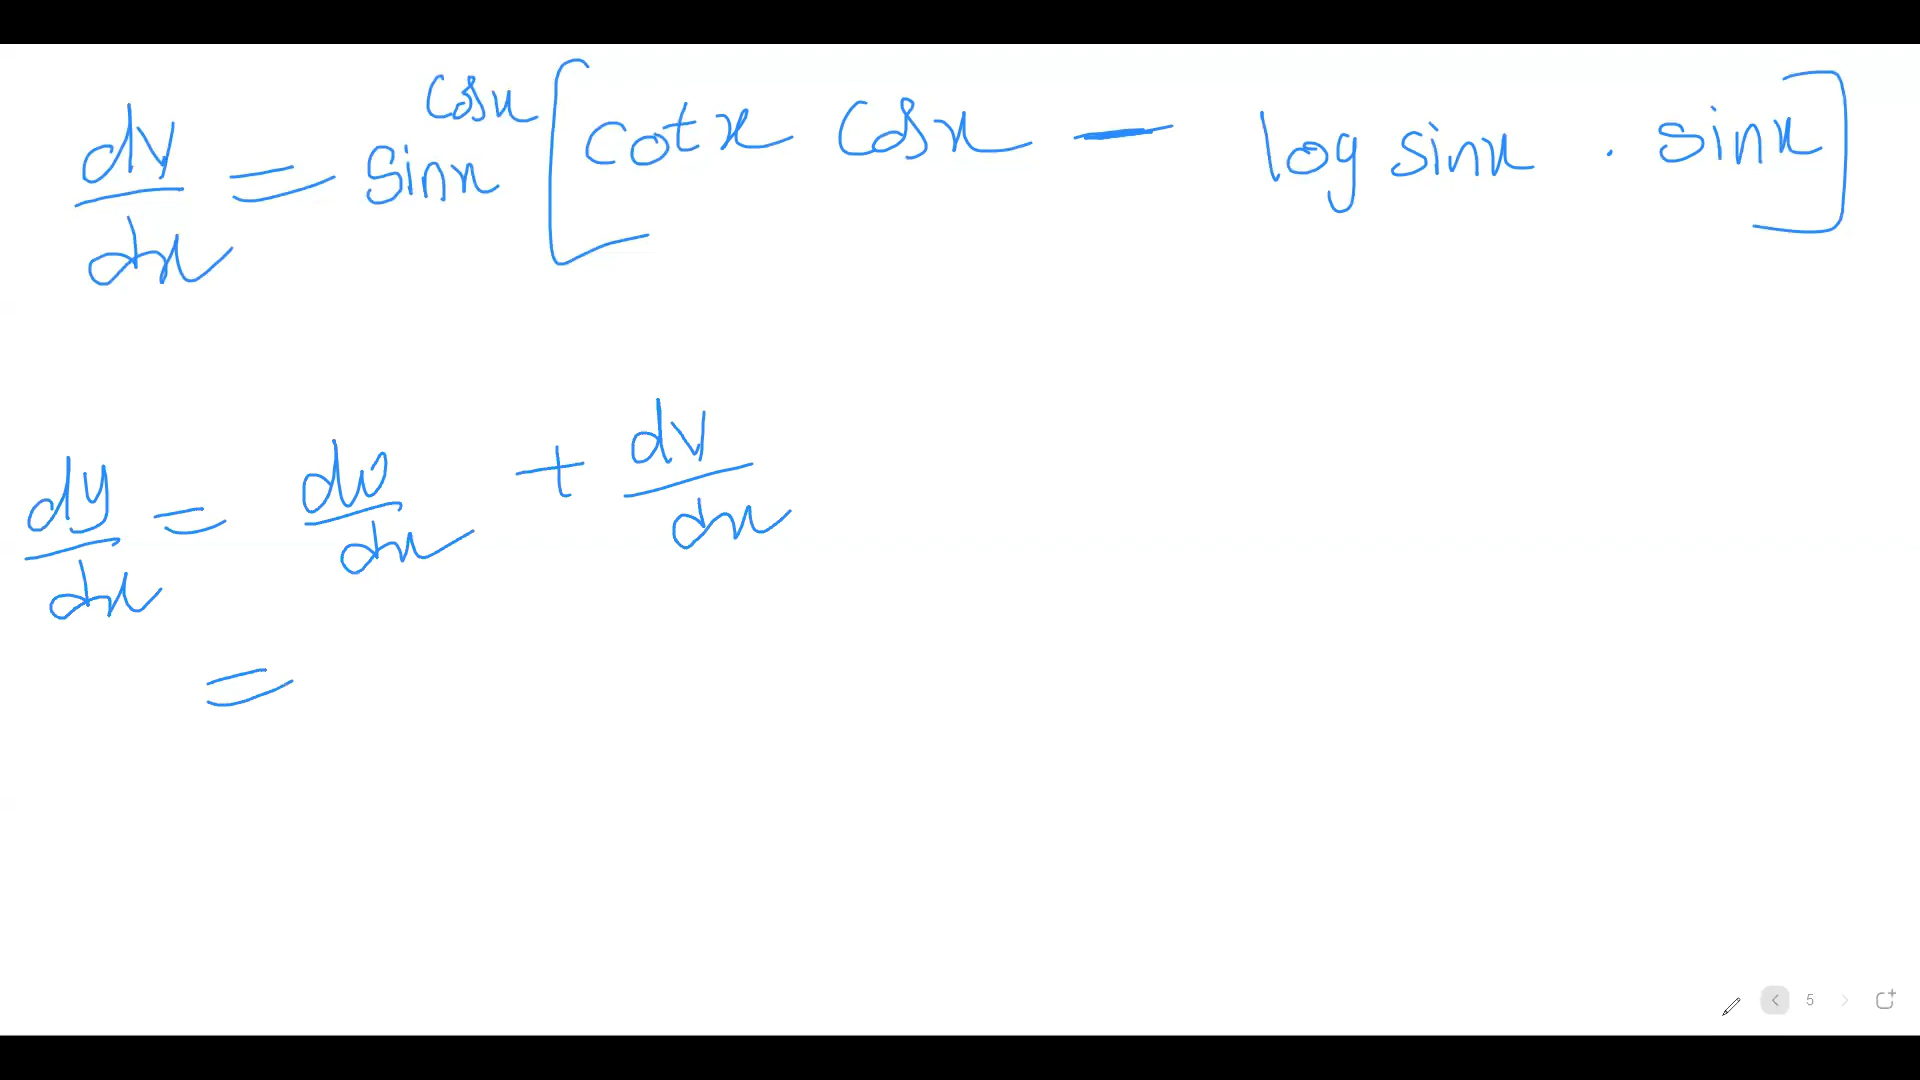 dv/dx = sinx^cosx [cotx cosx - log sinx . sinx]
dy/dx = du/dx + dv/dx
=
5